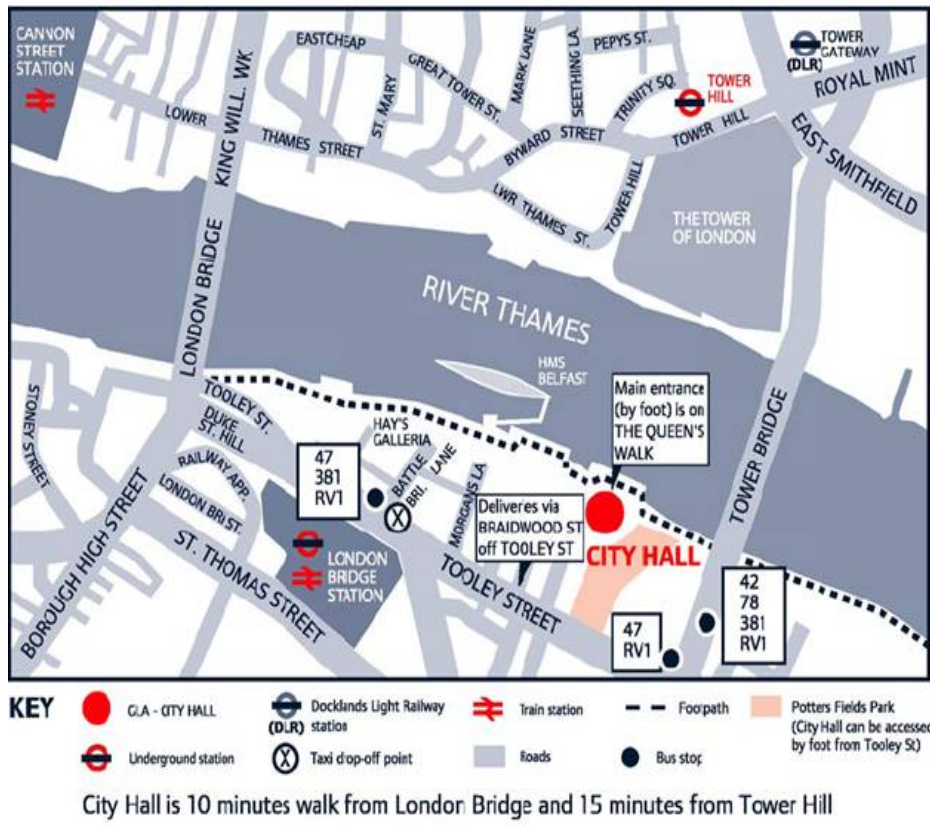 CANNON
STREET
STATION
KING WILL. WK
EASTCHEAP
GREAT TOWER ST.
ST. MARY
MARK LANE
SEETHING LA.
PEPYS ST.
TRINITY SQ.
TOWER
HILL
TOWER
GATEWAY
(DLR)
ROYAL MINT
LOWER
THAMES STREET
BYWARD STREET
TOWER HILL
EAST SMITHFIELD
LWR THAMES ST.
TOWER HILL
THE TOWER
OF LONDON
LONDON BRIDGE
RIVER THAMES
HMS
BELFAST
Main entrance
(by foot) is on
THE QUEEN'S
WALK
TOWER BRIDGE
STONEY STREET
TOOLEY ST.
DUKE
ST. HILL
HAY'S
GALLERIA
RAILWAY APP.
LONDON BRI ST.
47
381
RV1
BATTLE
BRI. LANE
MORGANS LA.
Deliveres via
BRAIDWOOD ST
off TOOLEY ST
CITY HALL
BOROUGH HIGH STREET
ST. THOMAS STREET
LONDON
BRIDGE
STATION
TOOLEY STREET
47
RV1
42
78
381
RV1
KEY
GLA - CITY HALL
Docklands Light Railway
(DLR) station
Train station
Footpath
Potters Fields Park
(City Hall can be accessed
by foot from Tooley St)
Underground station
Taxi drop-off point
Roads
Bus stop
City Hall is 10 minutes walk from London Bridge and 15 minutes from Tower Hill